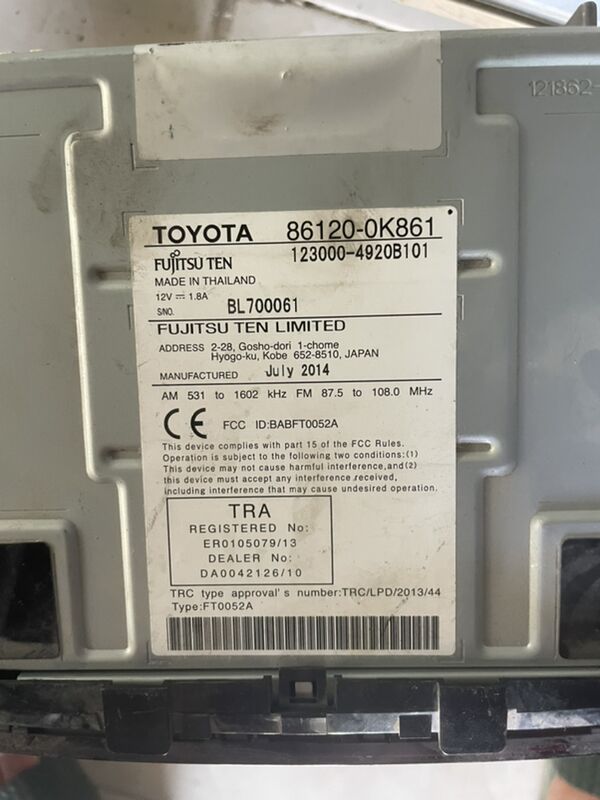 121862-
TOYOTA 86120-0K861
FUJITSU TEN 123000-4920B101
MADE IN THAILAND
12V ⎓ 1.8A
SNO. BL700061
FUJITSU TEN LIMITED
ADDRESS 2-28, Gosho-dori 1-chome
Hyogo-ku, Kobe 652-8510, JAPAN
MANUFACTURED July 2014
AM 531 to 1602 kHz FM 87.5 to 108.0 MHz
CE FCC ID:BABFT0052A
This device complies with part 15 of the FCC Rules.
Operation is subject to the following two conditions:(1)
This device may not cause harmful interference,and(2)
this device must accept any interference received,
including interference that may cause undesired operation.
TRA
REGISTERED No:
ER0105079/13
DEALER No:
DA0042126/10
TRC type approval's number:TRC/LPD/2013/44
Type:FT0052A